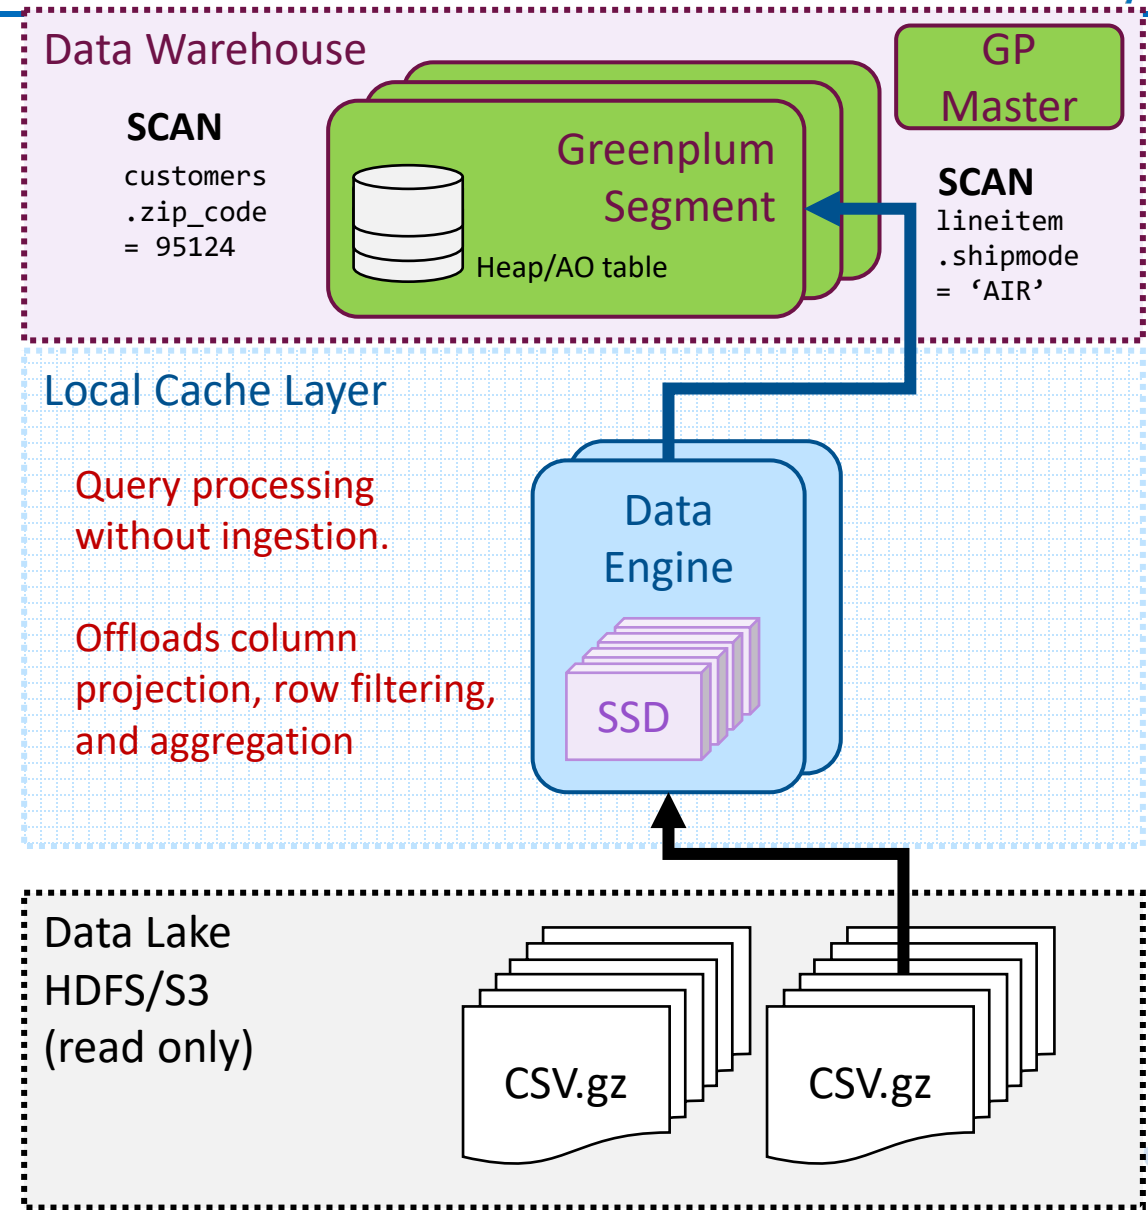 Data Warehouse
GP
Master
SCAN
customers
.zip_code
= 95124
Greenplum
Segment
Heap/AO table
SCAN
lineitem
.shipmode
= ‘AIR’
Local Cache Layer
Query processing
without ingestion.
Offloads column
projection, row filtering,
and aggregation
Data
Engine
SSD
Data Lake
HDFS/S3
(read only)
CSV.gz
CSV.gz